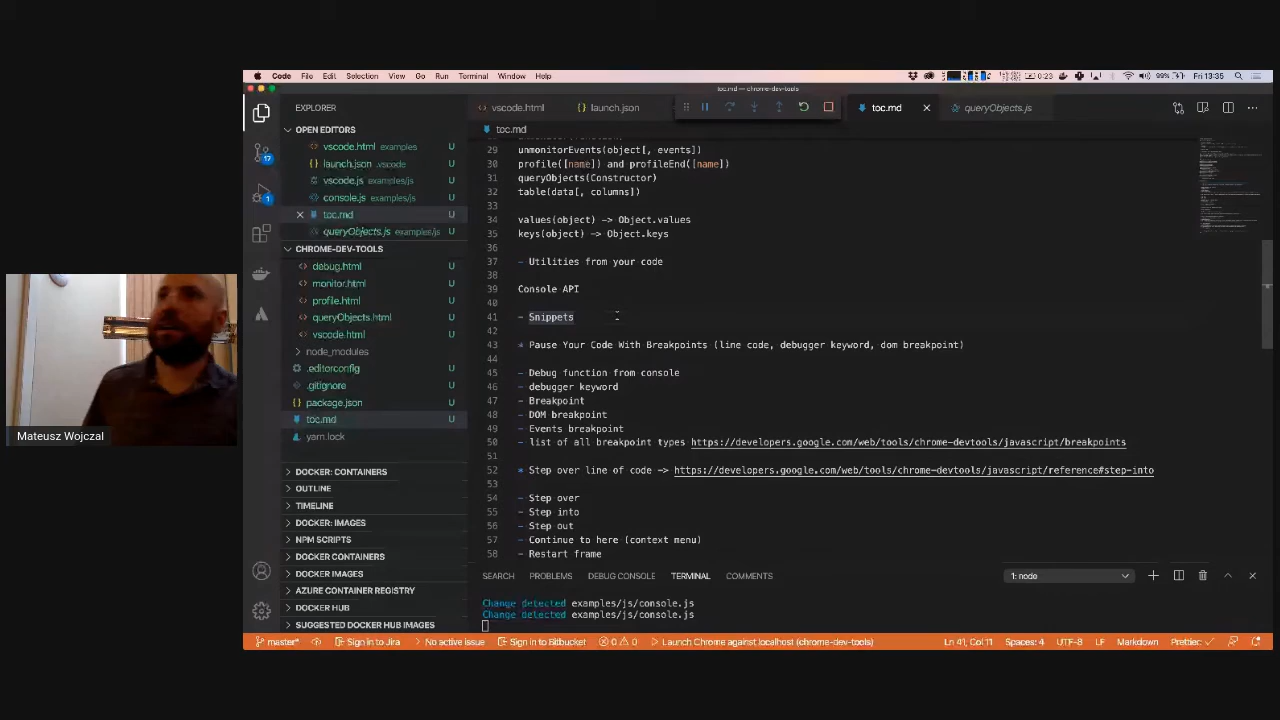 Code File Edit Selection View Go Run Terminal Window Help
0:23 99% Fri 13:35
toc.md — chrome-dev-tools
EXPLORER
vscode.html
launch.json
toc.md
queryObjects.js
OPEN EDITORS
vscode.html examples
launch.json .vscode
vscode.js examples/js
console.js examples/js
toc.md U
queryObjects.js examples/js U
CHROME-DEV-TOOLS
debug.html U
monitor.html U
profile.html U
queryObjects.html U
vscode.html U
node_modules
.editorconfig U
.gitignore U
package.json U
toc.md U
yarn.lock U
DOCKER: CONTAINERS
OUTLINE
TIMELINE
DOCKER: IMAGES
NPM SCRIPTS
DOCKER CONTAINERS
DOCKER IMAGES
AZURE CONTAINER REGISTRY
DOCKER HUB
SUGGESTED DOCKER HUB IMAGES
17
1
toc.md
29 unmonitorEvents(object[, events])
30 profile([name]) and profileEnd([name])
31 queryObjects(Constructor)
32 table(data[, columns])
33
34 values(object) -> Object.values
35 keys(object) -> Object.keys
36
37 - Utilities from your code
38
39 Console API
40
41 - Snippets
42
43 * Pause Your Code With Breakpoints (line code, debugger keyword, dom breakpoint)
44
45 - Debug function from console
46 - debugger keyword
47 - Breakpoint
48 - DOM breakpoint
49 - Events breakpoint
50 - list of all breakpoint types https://developers.google.com/web/tools/chrome-devtools/javascript/breakpoints
51
52 * Step over line of code -> https://developers.google.com/web/tools/chrome-devtools/javascript/reference#step-into
53
54 - Step over
55 - Step into
56 - Step out
57 - Continue to here (context menu)
58 - Restart frame
SEARCH PROBLEMS DEBUG CONSOLE TERMINAL COMMENTS
1: node
Change detected examples/js/console.js
Change detected examples/js/console.js
master* Sign in to Jira No active issue Sign in to Bitbucket 0 0 Launch Chrome against localhost (chrome-dev-tools)
Ln 41, Col 11 Spaces: 4 UTF-8 LF Markdown Prettier: ✓
Mateusz Wojczal